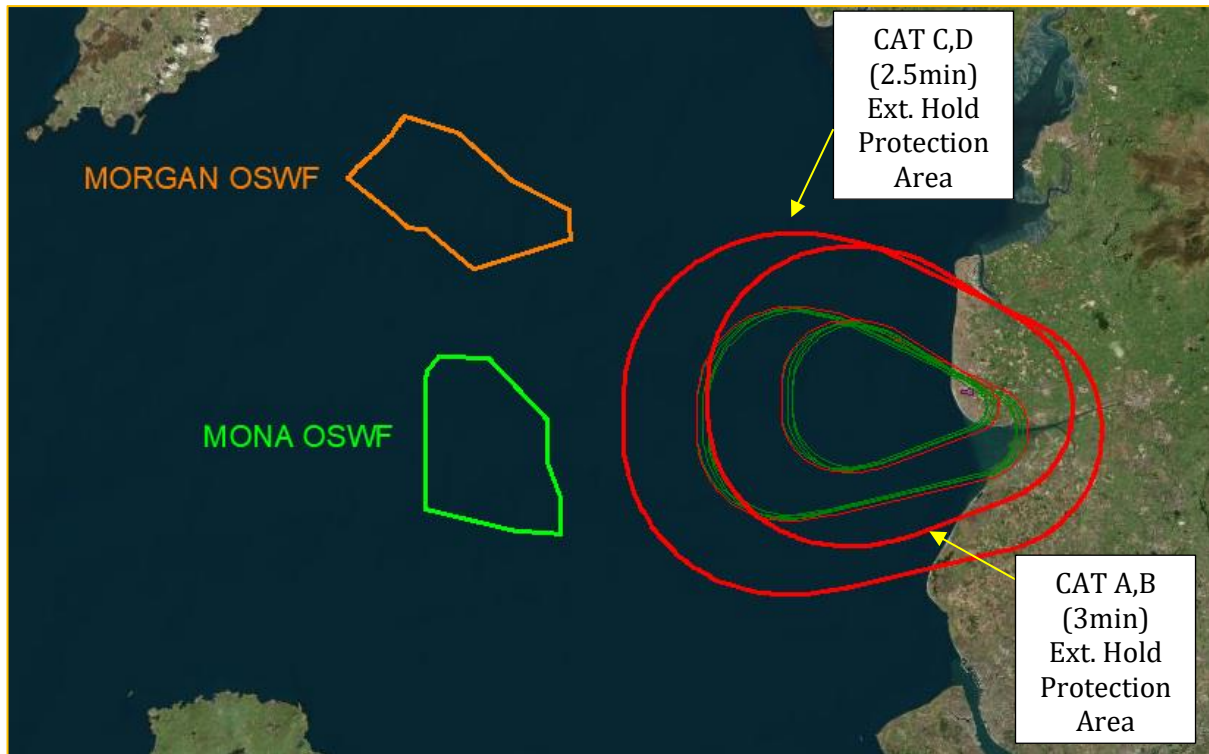 CAT C,D
(2.5min)
Ext. Hold
Protection
Area
MORGAN OSWF
MONA OSWF
CAT A,B
(3min)
Ext. Hold
Protection
Area